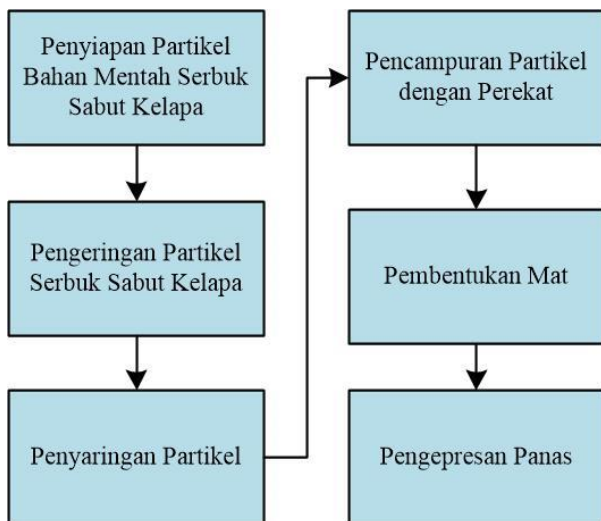 Penyiapan Partikel
Bahan Mentah Serbuk
Sabut Kelapa
Pengeringan Partikel
Serbuk Sabut Kelapa
Penyaringan Partikel
Pencampuran Partikel
dengan Perekat
Pembentukan Mat
Pengepresan Panas